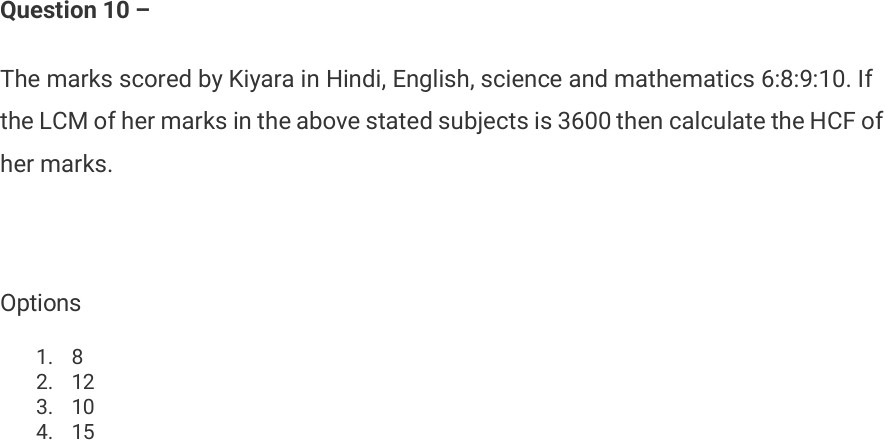 Question 10 –
The marks scored by Kiyara in Hindi, English, science and mathematics 6:8:9:10. If
the LCM of her marks in the above stated subjects is 3600 then calculate the HCF of
her marks.
Options
1. 8
2. 12
3. 10
4. 15